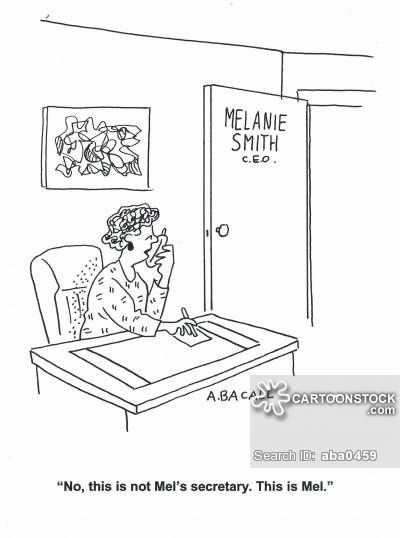 MELANIE
SMITH
C.E.O.
A.BACALL
CARTOONSTOCK
.com
Search ID: aba0459
“No, this is not Mel’s secretary. This is Mel.”